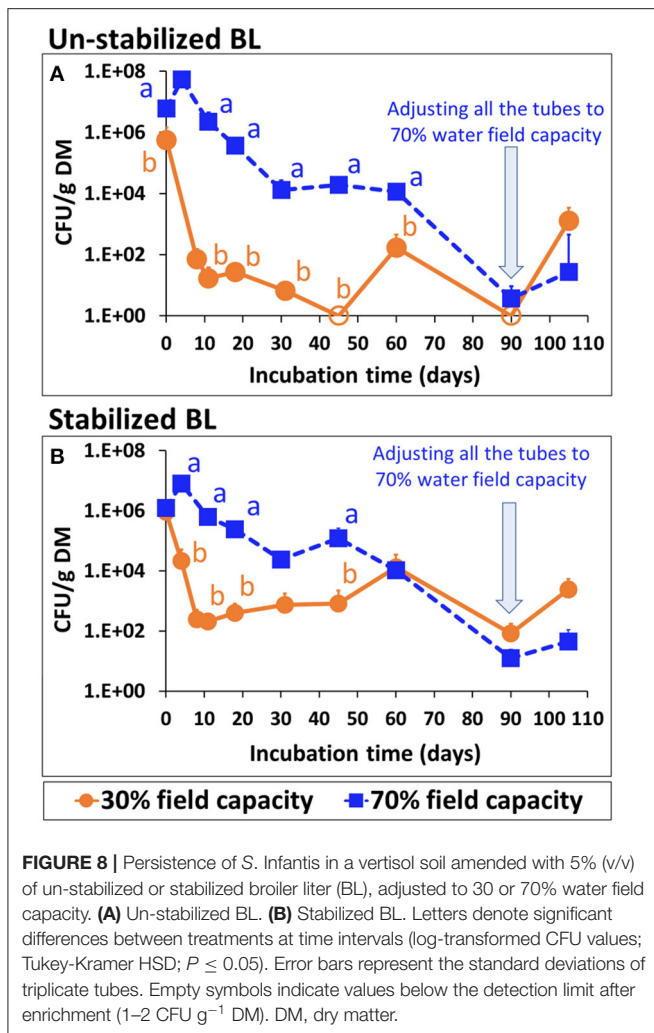 Un-stabilized BL
A
1.E+08
1.E+06
1.E+04
1.E+02
1.E+00
CFU/g DM
a
a
a
a
a
a
b
b
b
b
b
b
Adjusting all the tubes to
70% water field capacity
0 10 20 30 40 50 60 70 80 90 100 110
Incubation time (days)
Stabilized BL
B
1.E+08
1.E+06
1.E+04
1.E+02
1.E+00
CFU/g DM
a
a
a
a
b
b
b
b
Adjusting all the tubes to
70% water field capacity
0 10 20 30 40 50 60 70 80 90 100 110
Incubation time (days)
30% field capacity 70% field capacity
FIGURE 8 | Persistence of S. Infantis in a vertisol soil amended with 5% (v/v)
of un-stabilized or stabilized broiler liter (BL), adjusted to 30 or 70% water field
capacity. (A) Un-stabilized BL. (B) Stabilized BL. Letters denote significant
differences between treatments at time intervals (log-transformed CFU values;
Tukey-Kramer HSD; P ≤ 0.05). Error bars represent the standard deviations of
triplicate tubes. Empty symbols indicate values below the detection limit after
enrichment (1–2 CFU g⁻¹ DM). DM, dry matter.